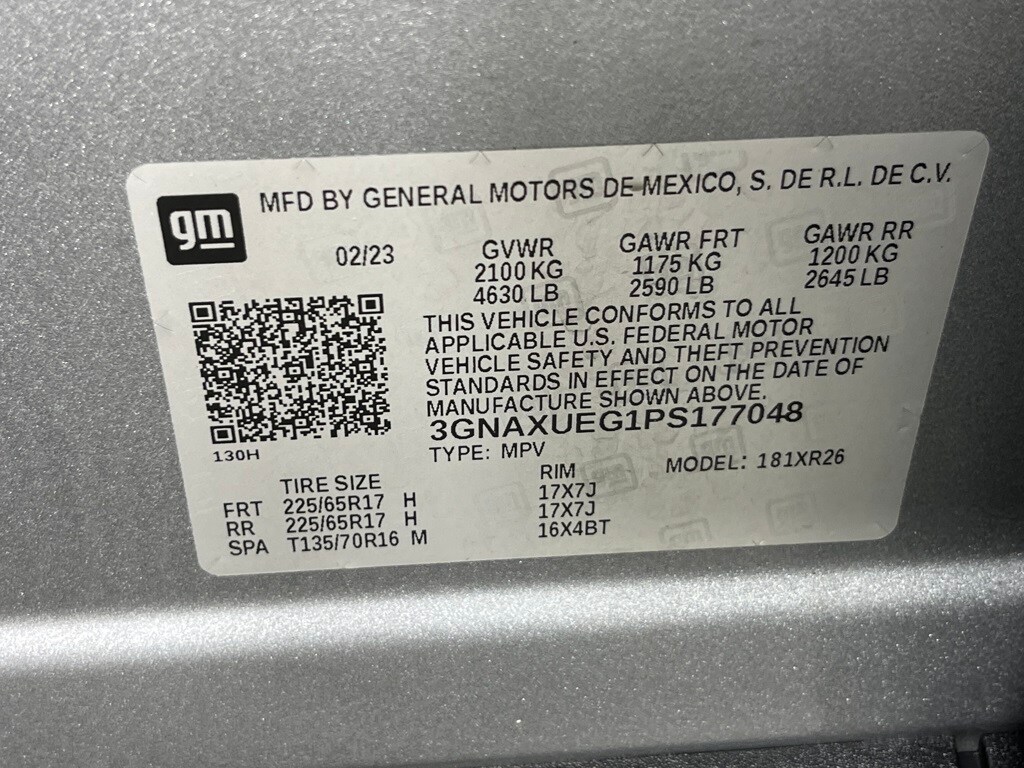 gm
MFD BY GENERAL MOTORS DE MEXICO, S. DE R.L. DE C.V.
02/23 GVWR GAWR FRT GAWR RR
2100 KG 1175 KG 1200 KG
4630 LB 2590 LB 2645 LB
THIS VEHICLE CONFORMS TO ALL
APPLICABLE U.S. FEDERAL MOTOR
VEHICLE SAFETY AND THEFT PREVENTION
STANDARDS IN EFFECT ON THE DATE OF
MANUFACTURE SHOWN ABOVE.
3GNAXUEG1PS177048
130H
TYPE: MPV MODEL: 181XR26
TIRE SIZE RIM
FRT 225/65R17 H 17X7J
RR 225/65R17 H 17X7J
SPA T135/70R16 M 16X4BT